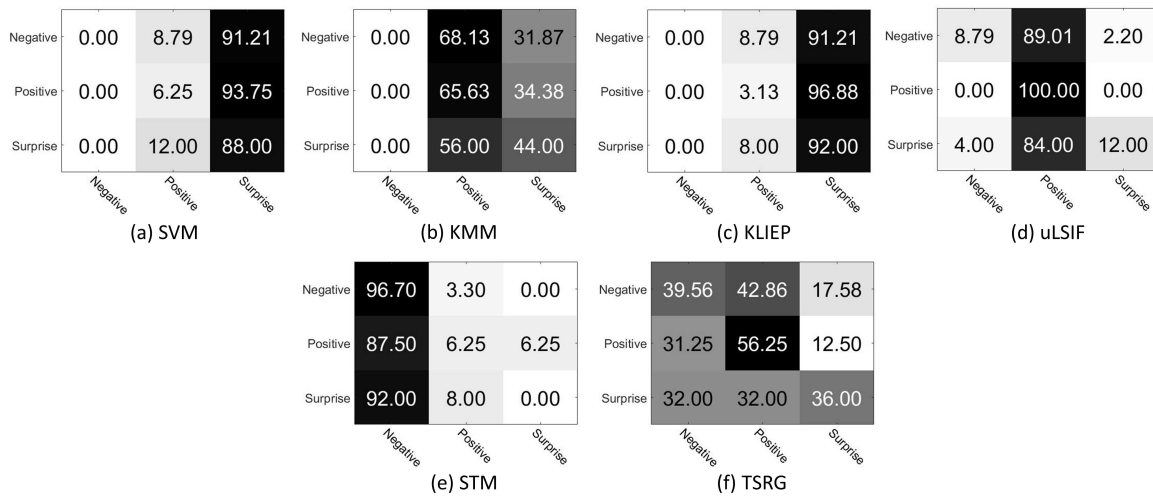 Negative 0.00 8.79 91.21
Positive 0.00 6.25 93.75
Surprise 0.00 12.00 88.00
Negative Positive Surprise
(a) SVM
0.00 68.13 31.87
0.00 65.63 34.38
0.00 56.00 44.00
Negative Positive Surprise
(b) KMM
Negative 0.00 8.79 91.21
Positive 0.00 3.13 96.88
Surprise 0.00 8.00 92.00
Negative Positive Surprise
(c) KLIEP
Negative 8.79 89.01 2.20
Positive 0.00 100.00 0.00
Surprise 4.00 84.00 12.00
Negative Positive Surprise
(d) uLSIF
Negative 96.70 3.30 0.00
Positive 87.50 6.25 6.25
Surprise 92.00 8.00 0.00
Negative Positive Surprise
(e) STM
Negative 39.56 42.86 17.58
Positive 31.25 56.25 12.50
Surprise 32.00 32.00 36.00
Negative Positive Surprise
(f) TSRG